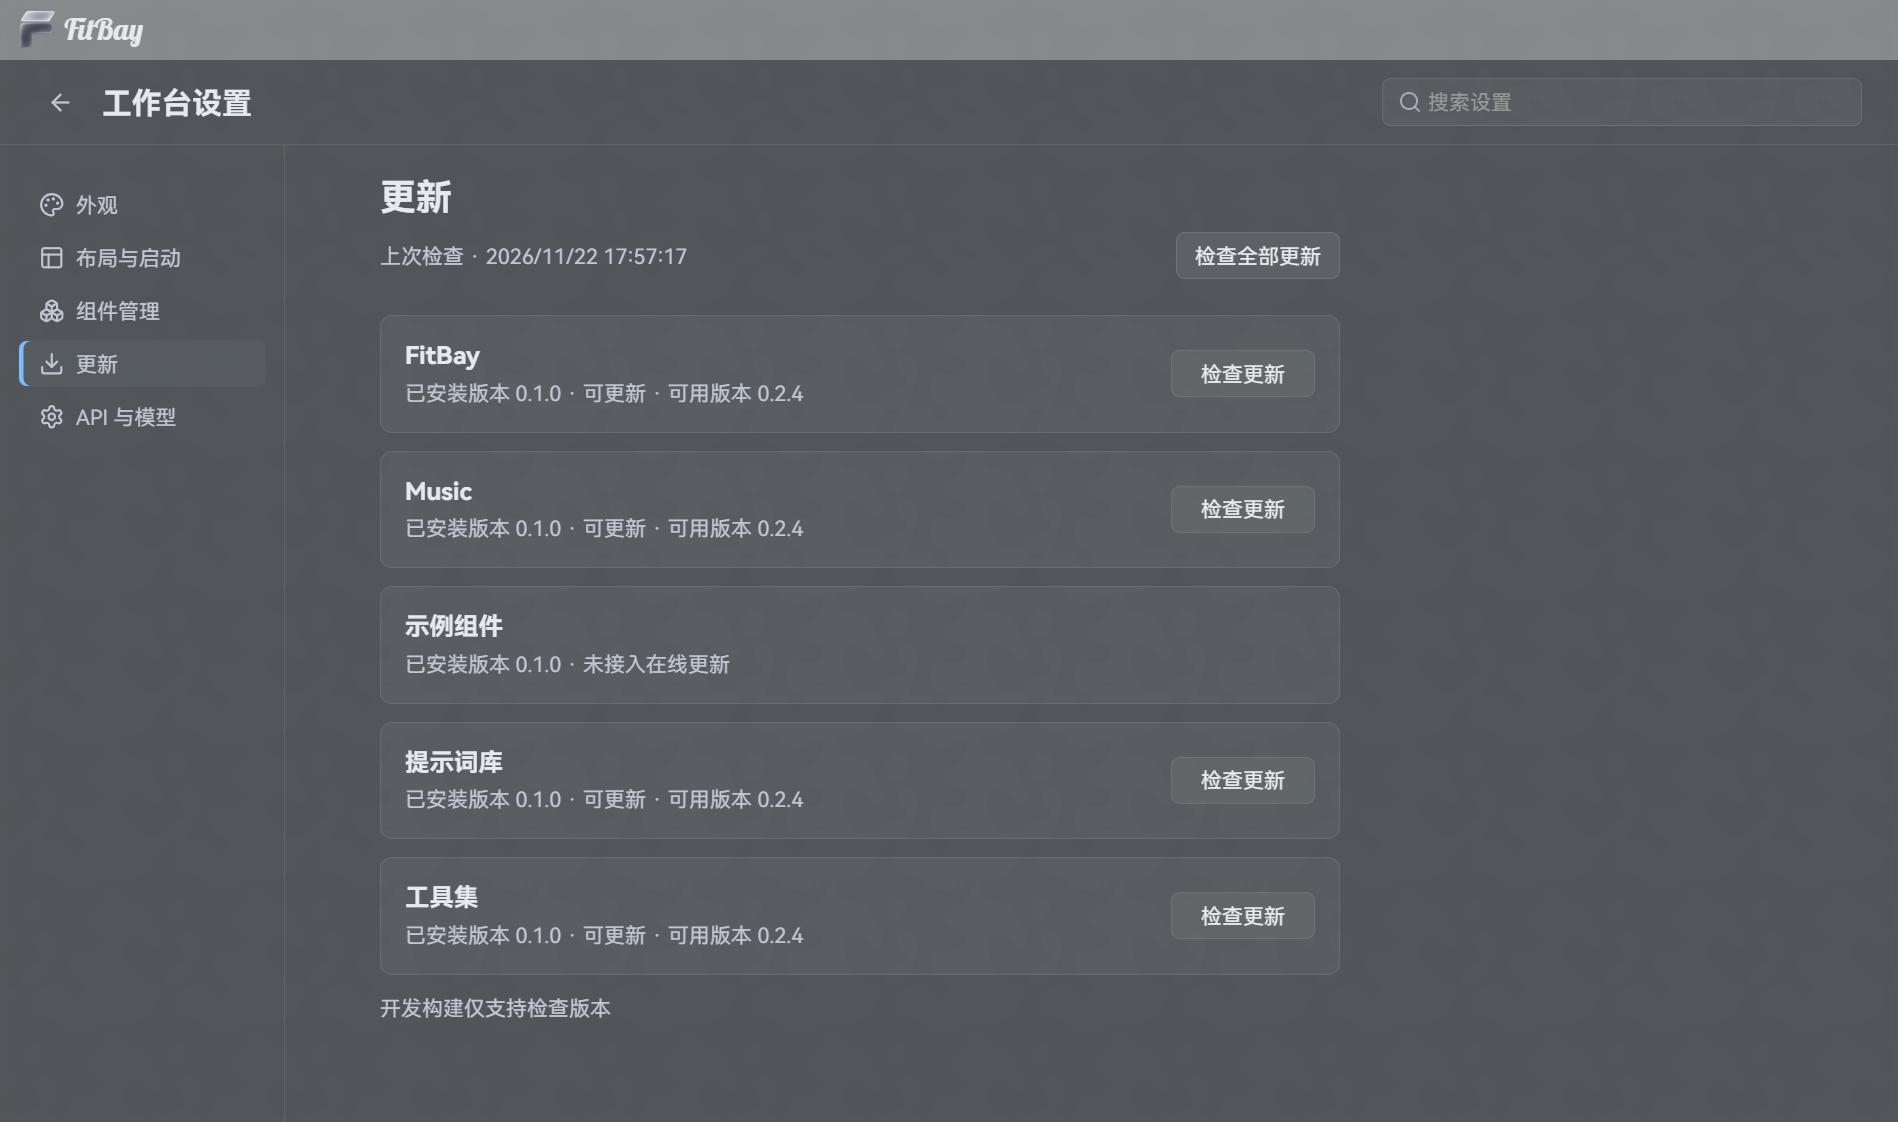 FitBay
工作台设置
搜索设置
外观
布局与启动
组件管理
更新
API 与模型
更新
上次检查 · 2026/11/22 17:57:17
检查全部更新
FitBay
已安装版本 0.1.0 · 可更新 · 可用版本 0.2.4
检查更新
Music
已安装版本 0.1.0 · 可更新 · 可用版本 0.2.4
检查更新
示例组件
已安装版本 0.1.0 · 未接入在线更新
提示词库
已安装版本 0.1.0 · 可更新 · 可用版本 0.2.4
检查更新
工具集
已安装版本 0.1.0 · 可更新 · 可用版本 0.2.4
检查更新
开发构建仅支持检查版本